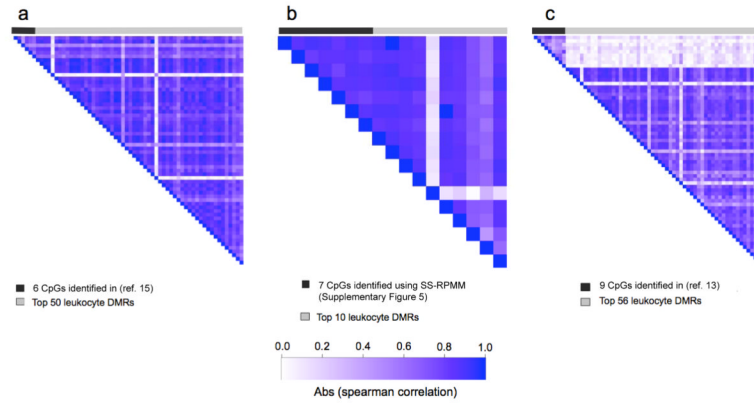 a
b
c
6 CpGs identified in (ref. 15)
Top 50 leukocyte DMRs
7 CpGs identified using SS-RPMM
(Supplementary Figure 5)
Top 10 leukocyte DMRs
9 CpGs identified in (ref. 13)
Top 56 leukocyte DMRs
0.0 0.2 0.4 0.6 0.8 1.0
Abs (spearman correlation)